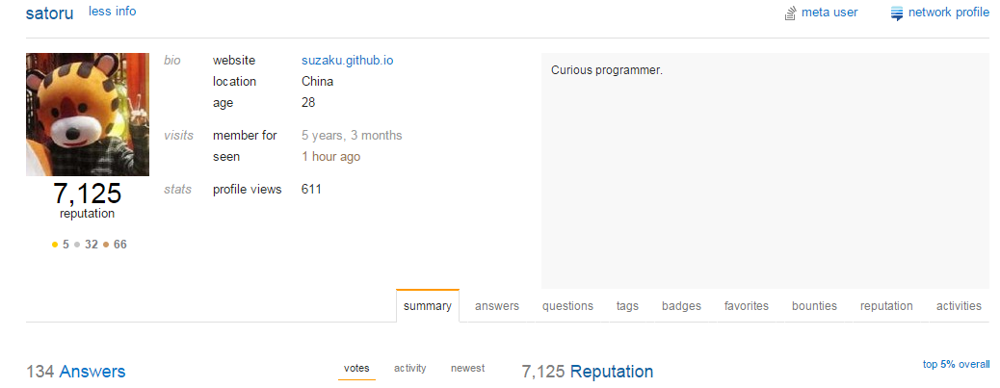 satoru less info meta user network profile
bio website suzaku.github.io
location China
age 28
visits member for 5 years, 3 months
seen 1 hour ago
stats profile views 611
Curious programmer.
7,125
reputation
5 32 66
summary answers questions tags badges favorites bounties reputation activities
134 Answers votes activity newest
7,125 Reputation top 5% overall